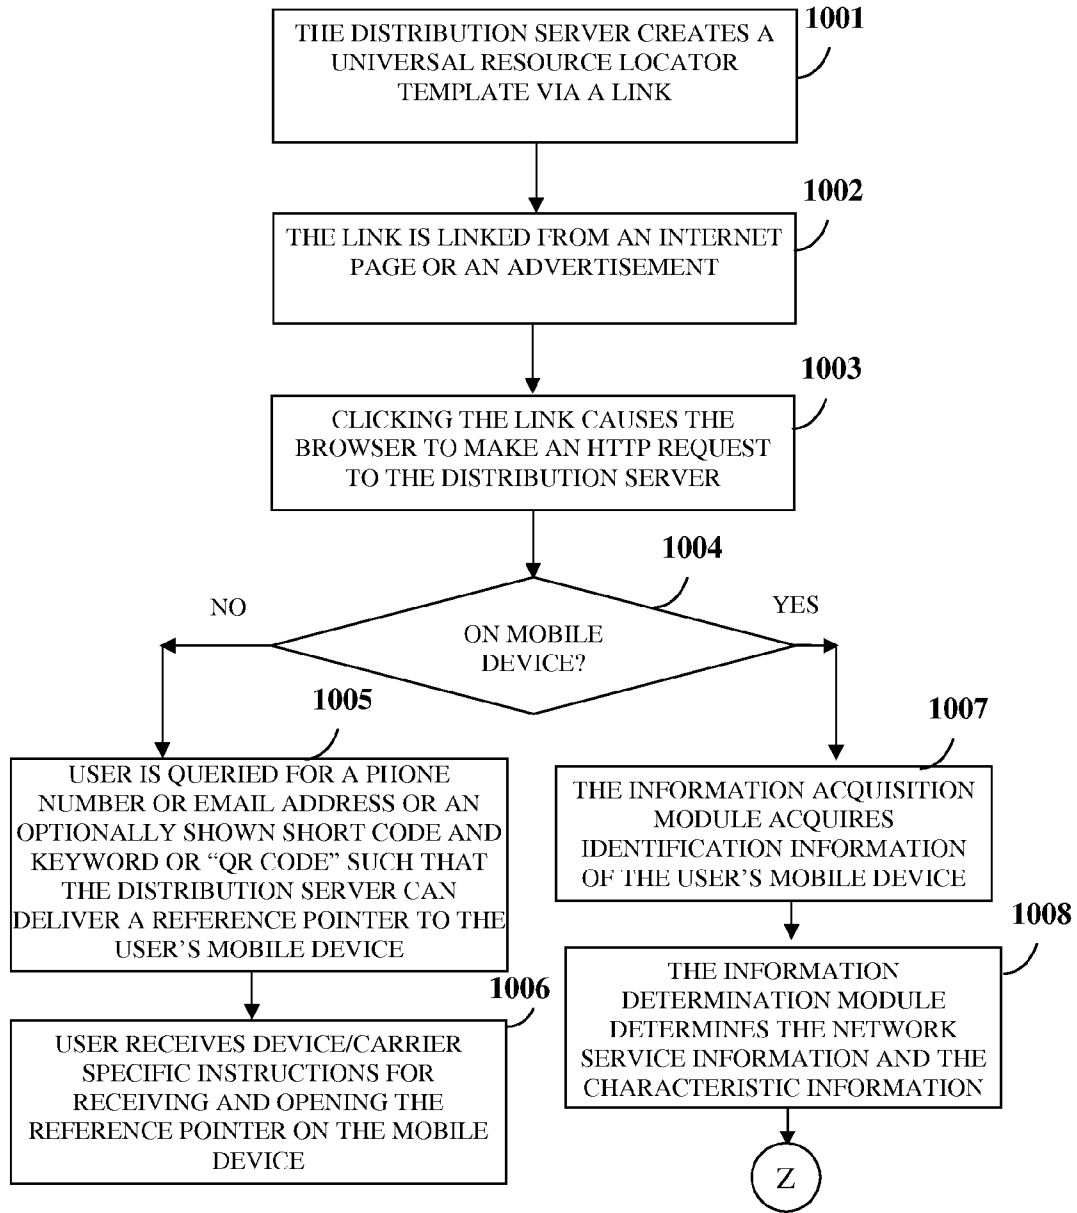 1001
THE DISTRIBUTION SERVER CREATES A
UNIVERSAL RESOURCE LOCATOR
TEMPLATE VIA A LINK
1002
THE LINK IS LINKED FROM AN INTERNET
PAGE OR AN ADVERTISEMENT
1003
CLICKING THE LINK CAUSES THE
BROWSER TO MAKE AN HTTP REQUEST
TO THE DISTRIBUTION SERVER
1004
NO
YES
ON MOBILE
DEVICE?
1005
USER IS QUERIED FOR A PHONE
NUMBER OR EMAIL ADDRESS OR AN
OPTIONALLY SHOWN SHORT CODE AND
KEYWORD OR “QR CODE” SUCH THAT
THE DISTRIBUTION SERVER CAN
DELIVER A REFERENCE POINTER TO THE
USER’S MOBILE DEVICE
1006
USER RECEIVES DEVICE/CARRIER
SPECIFIC INSTRUCTIONS FOR
RECEIVING AND OPENING THE
REFERENCE POINTER ON THE MOBILE
DEVICE
1007
THE INFORMATION ACQUISITION
MODULE ACQUIRES
IDENTIFICATION INFORMATION
OF THE USER’S MOBILE DEVICE
1008
THE INFORMATION
DETERMINATION MODULE
DETERMINES THE NETWORK
SERVICE INFORMATION AND THE
CHARACTERISTIC INFORMATION
Z